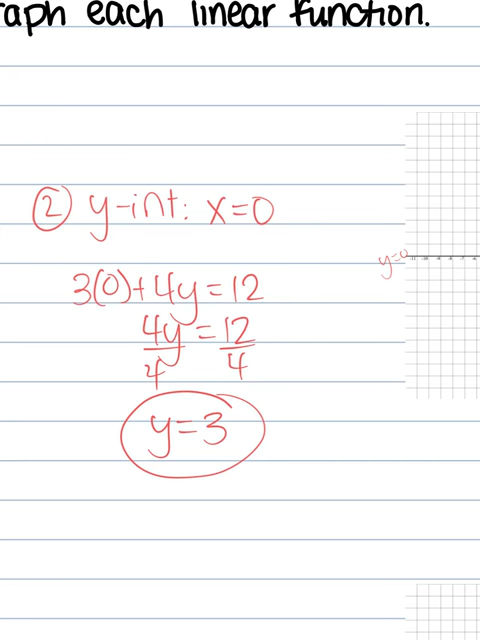 raph each linear function.
② y-int: x=0
y=0
3(0)+4y=12
4y = 12
4 4
y=3